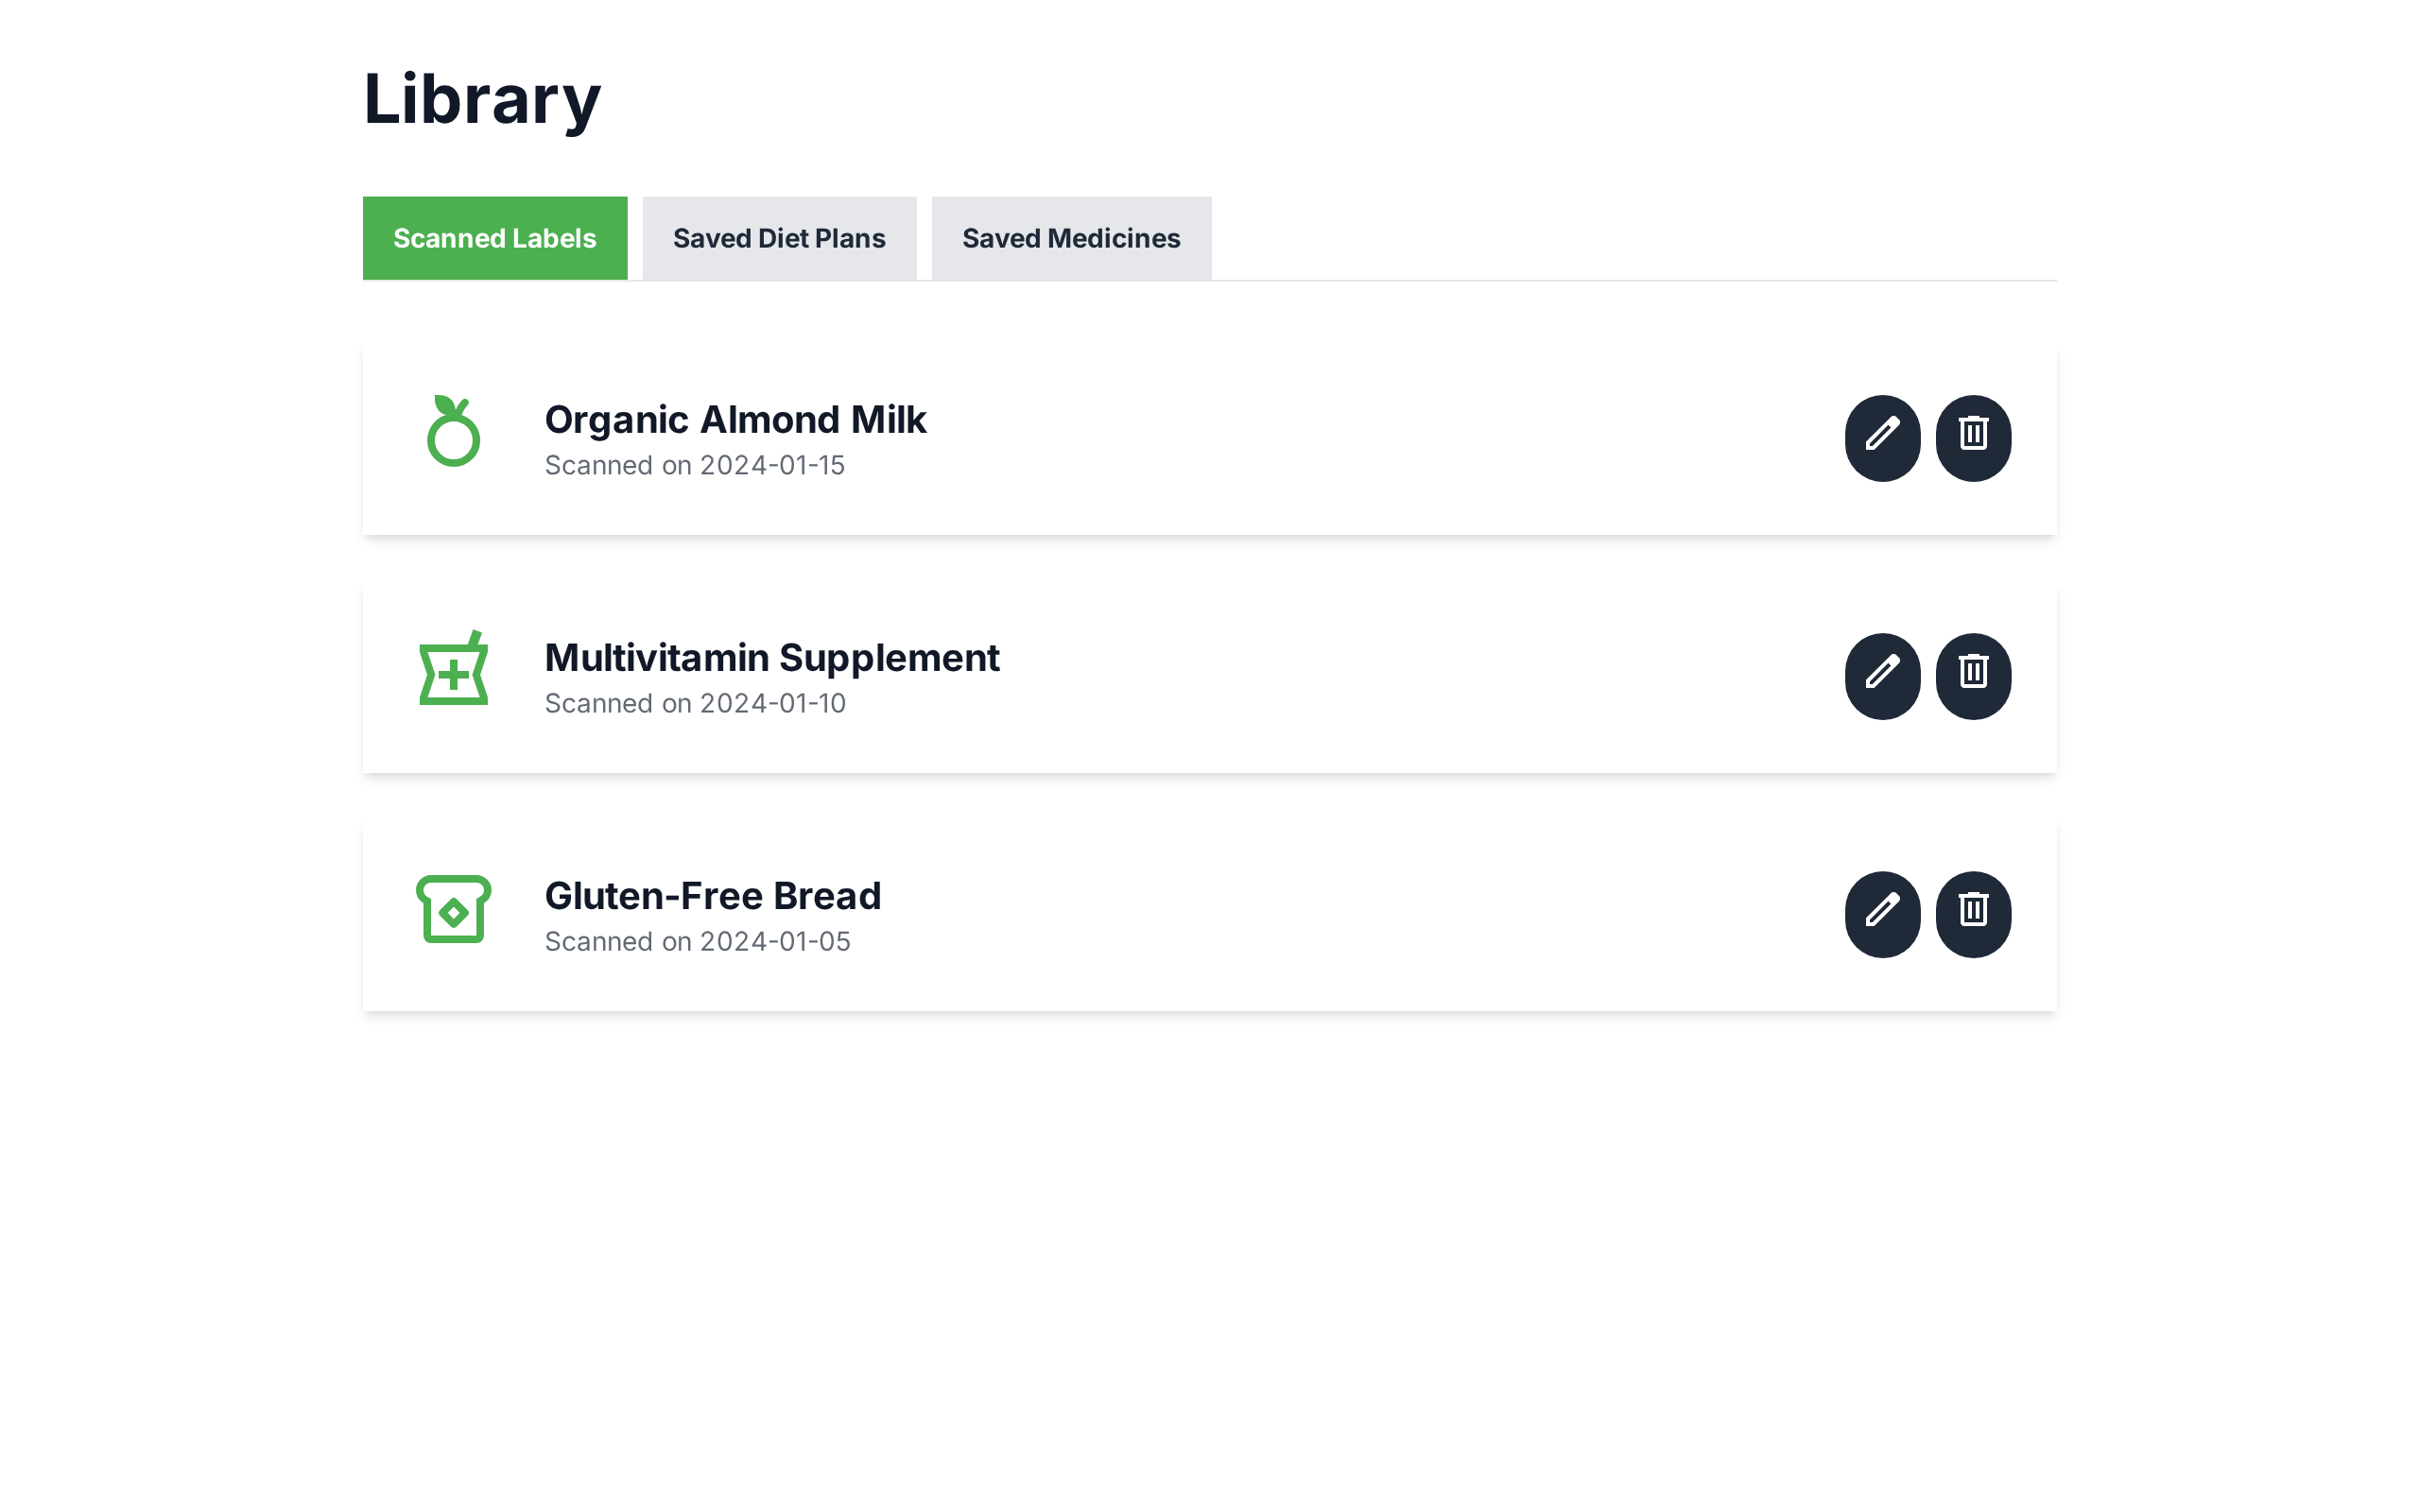 Library
Scanned Labels
Saved Diet Plans
Saved Medicines
Organic Almond Milk
Scanned on 2024-01-15
Multivitamin Supplement
Scanned on 2024-01-10
Gluten-Free Bread
Scanned on 2024-01-05